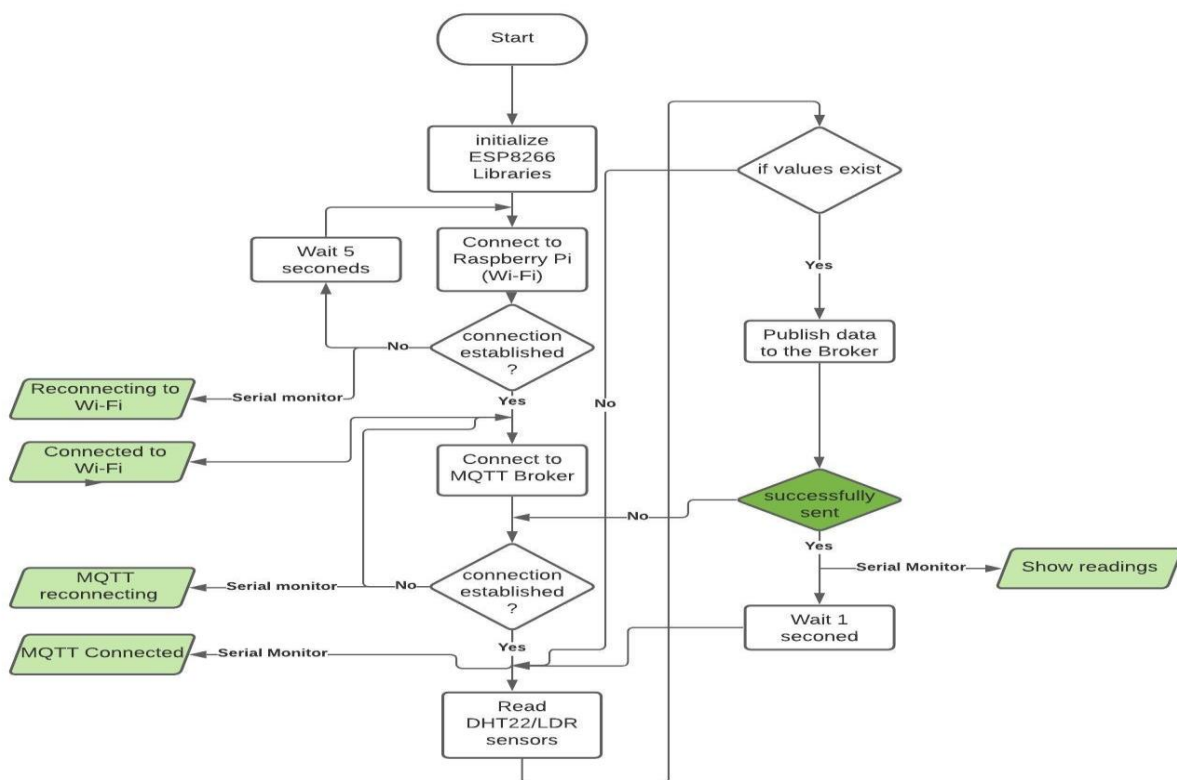 Start
initialize
ESP8266
Libraries
Wait 5
seconeds
Connect to
Raspberry Pi
(Wi-Fi)
connection
established
?
No
Reconnecting to
Wi-Fi
Serial monitor
Yes
Connected to
Wi-Fi
Connect to
MQTT Broker
connection
established
?
No
Serial monitor
MQTT
reconnecting
Yes
Serial Monitor
MQTT Connected
Read
DHT22/LDR
sensors
if values exist
No
Yes
Publish data
to the Broker
successfully
sent
No
Yes
Serial Monitor
Show readings
Wait 1
seconed